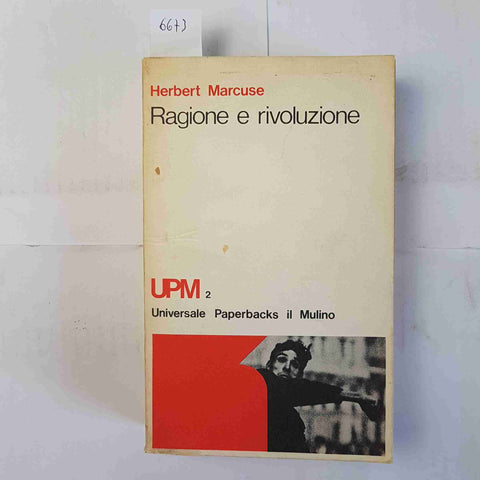 6673
Herbert Marcuse
Ragione e rivoluzione
UPM 2
Universale Paperbacks il Mulino